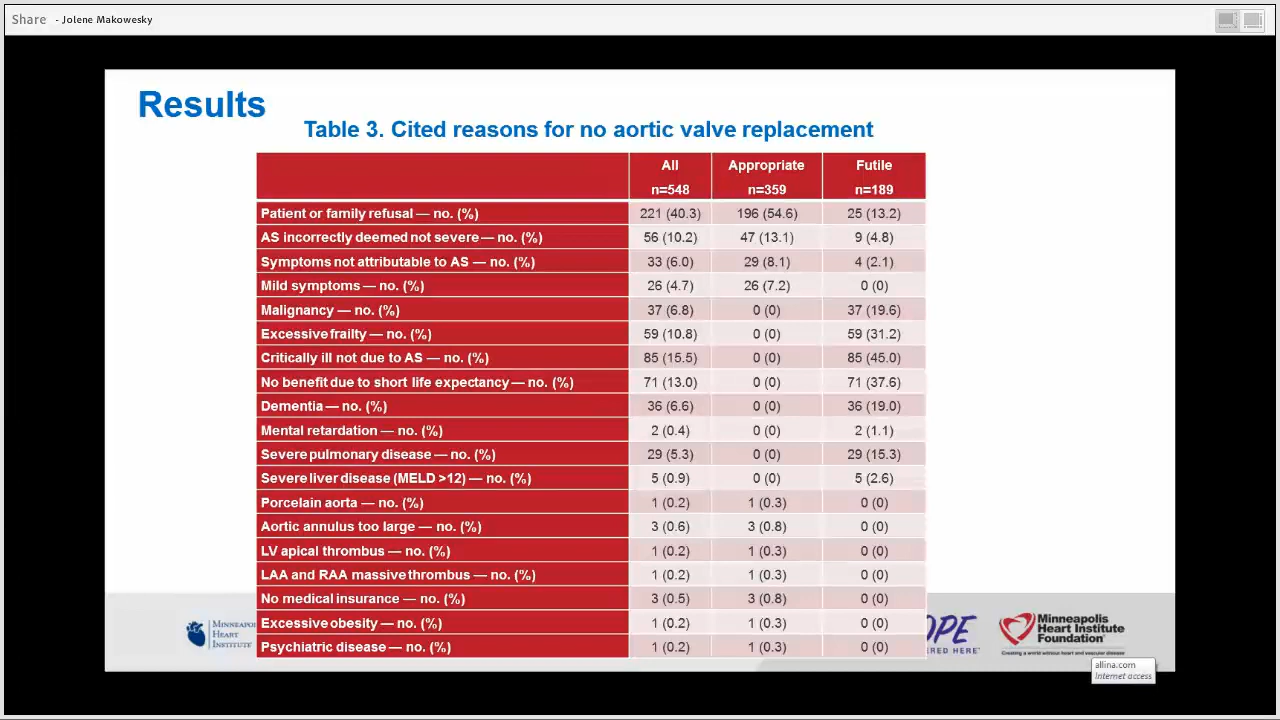 Share - Jolene Makowesky
Results
Table 3. Cited reasons for no aortic valve replacement
All Appropriate Futile
n=548 n=359 n=189
Patient or family refusal — no. (%) 221 (40.3) 196 (54.6) 25 (13.2)
AS incorrectly deemed not severe — no. (%) 56 (10.2) 47 (13.1) 9 (4.8)
Symptoms not attributable to AS — no. (%) 33 (6.0) 29 (8.1) 4 (2.1)
Mild symptoms — no. (%) 26 (4.7) 26 (7.2) 0 (0)
Malignancy — no. (%) 37 (6.8) 0 (0) 37 (19.6)
Excessive frailty — no. (%) 59 (10.8) 0 (0) 59 (31.2)
Critically ill not due to AS — no. (%) 85 (15.5) 0 (0) 85 (45.0)
No benefit due to short life expectancy — no. (%) 71 (13.0) 0 (0) 71 (37.6)
Dementia — no. (%) 36 (6.6) 0 (0) 36 (19.0)
Mental retardation — no. (%) 2 (0.4) 0 (0) 2 (1.1)
Severe pulmonary disease — no. (%) 29 (5.3) 0 (0) 29 (15.3)
Severe liver disease (MELD >12) — no. (%) 5 (0.9) 0 (0) 5 (2.6)
Porcelain aorta — no. (%) 1 (0.2) 1 (0.3) 0 (0)
Aortic annulus too large — no. (%) 3 (0.6) 3 (0.8) 0 (0)
LV apical thrombus — no. (%) 1 (0.2) 1 (0.3) 0 (0)
LAA and RAA massive thrombus — no. (%) 1 (0.2) 1 (0.3) 0 (0)
No medical insurance — no. (%) 3 (0.5) 3 (0.8) 0 (0)
Excessive obesity — no. (%) 1 (0.2) 1 (0.3) 0 (0)
Psychiatric disease — no. (%) 1 (0.2) 1 (0.3) 0 (0)
MINNEAPO
HEART
INSTITUTE
OPE
ERED HERE
Minneapolis
Heart Institute
Foundation
Creating a world without heart and vascular disease
allina.com
Internet access